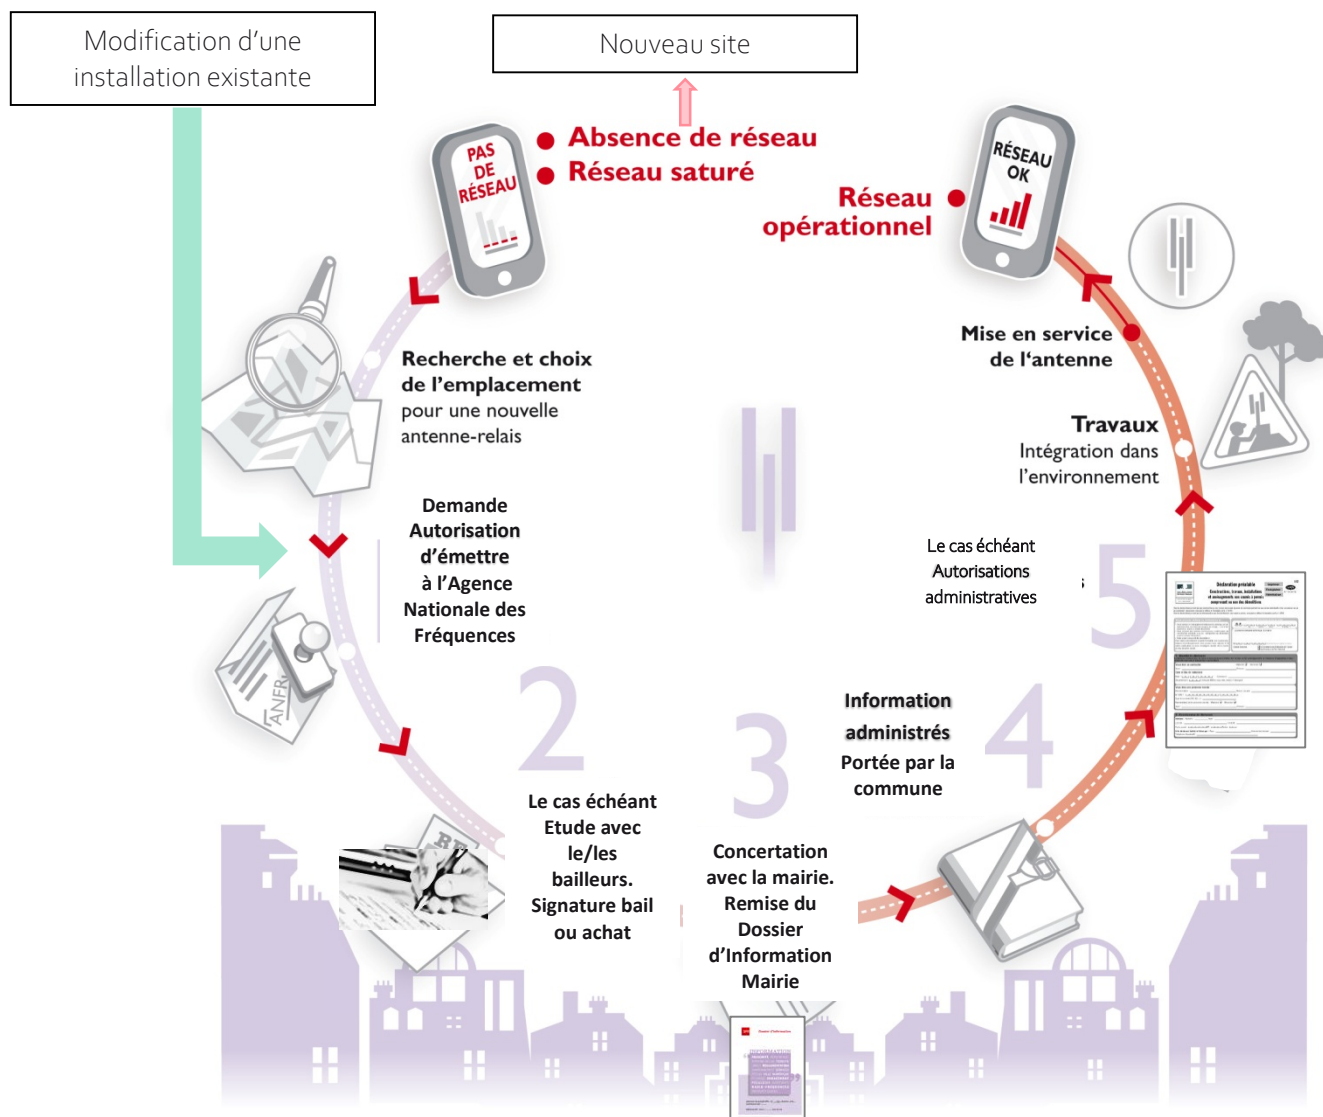 Modification d’une
installation existante
Nouveau site
PAS
DE
RÉSEAU
Absence de réseau
Réseau saturé
RÉSEAU
OK
Réseau
opérationnel
Recherche et choix
de l’emplacement
pour une nouvelle
antenne-relais
Demande
Autorisation
d’émettre
à l’Agence
Nationale des
Fréquences
ANFR
2
Le cas échéant
Etude avec
le/les
bailleurs.
Signature bail
ou achat
3
Concertation
avec la mairie.
Remise du
Dossier
d’Information
Mairie
4
Information
administrés
Portée par la
commune
5
Le cas échéant
Autorisations
administratives
Déclaration préalable
Travaux
Intégration dans
l’environnement
Mise en service
de l‘antenne